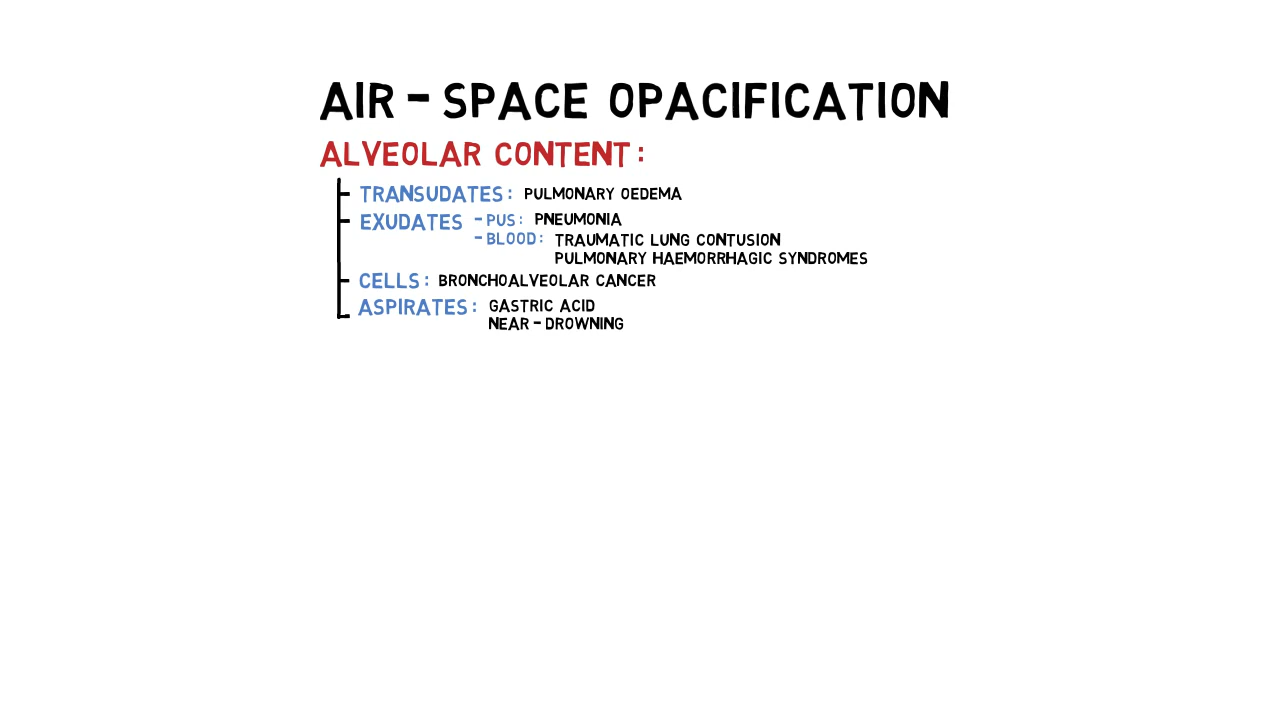 AIR - SPACE OPACIFICATION
ALVEOLAR CONTENT:
TRANSUDATES: PULMONARY OEDEMA
EXUDATES - PUS: PNEUMONIA
- BLOOD: TRAUMATIC LUNG CONTUSION
PULMONARY HAEMORRHAGIC SYNDROMES
CELLS: BRONCHOALVEOLAR CANCER
ASPIRATES: GASTRIC ACID
NEAR - DROWNING